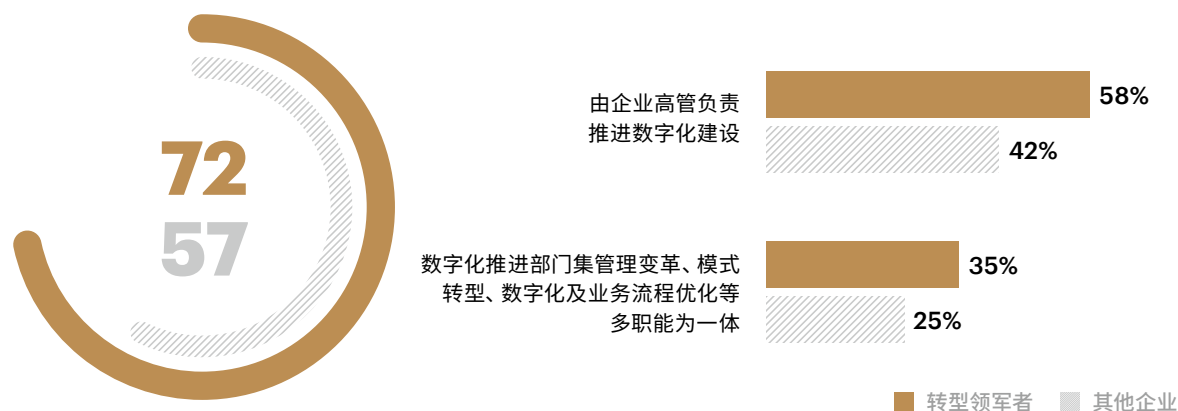 72
57
由企业高管负责
推进数字化建设
58%
42%
数字化推进部门集管理变革、模式
转型、数字化及业务流程优化等
多职能为一体
35%
25%
转型领军者
其他企业